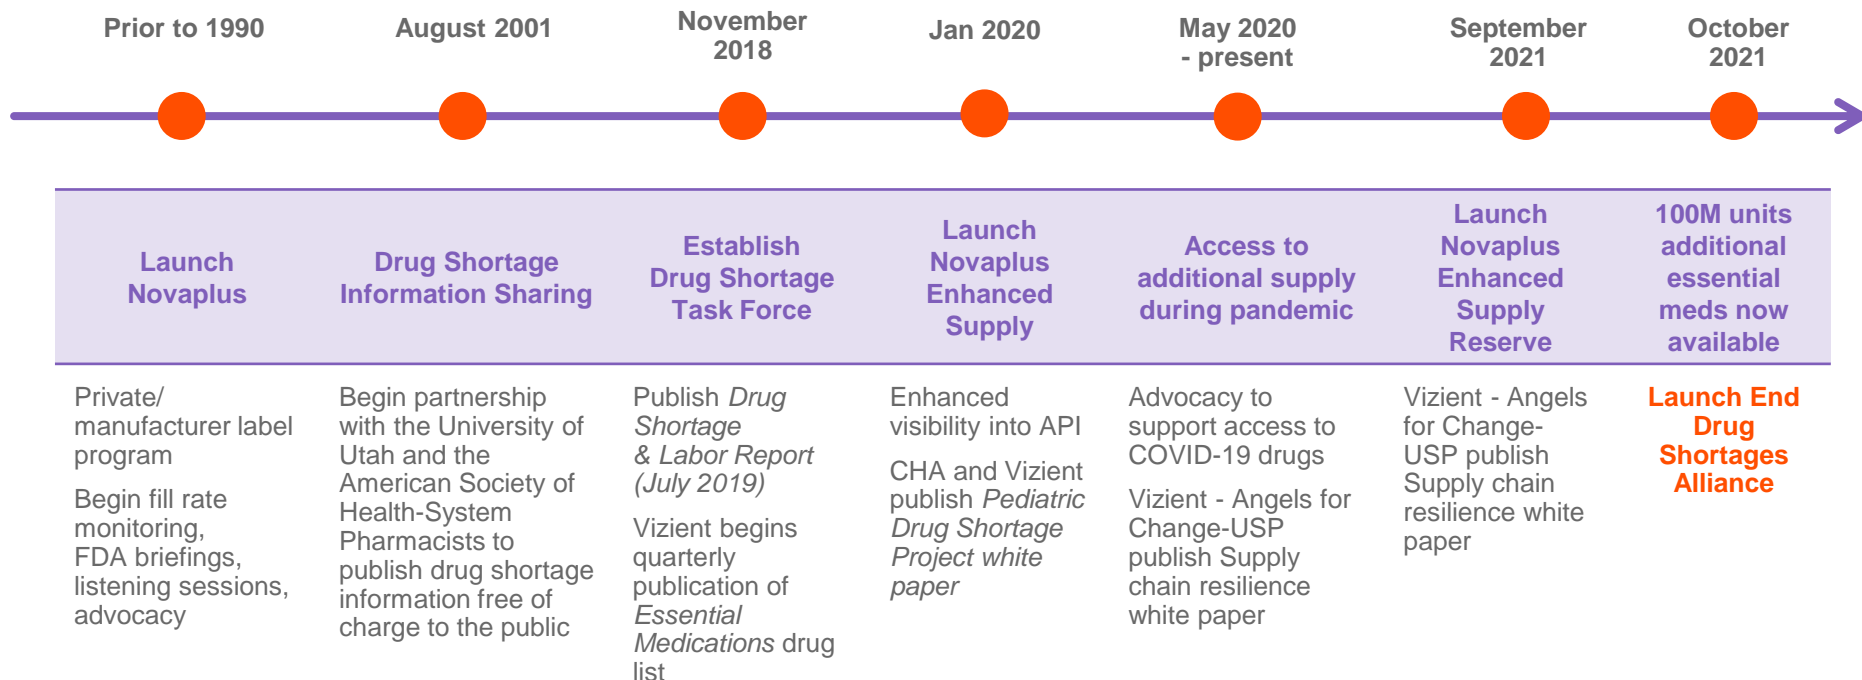 Prior to 1990
August 2001
November
2018
Jan 2020
May 2020
- present
September
2021
October
2021
Launch
Novaplus
Drug Shortage
Information Sharing
Establish
Drug Shortage
Task Force
Launch
Novaplus
Enhanced
Supply
Access to
additional supply
during pandemic
Launch
Novaplus
Enhanced
Supply
Reserve
100M units
additional
essential
meds now
available
Private/
manufacturer label
program
Begin fill rate
monitoring,
FDA briefings,
listening sessions,
advocacy
Begin partnership
with the University of
Utah and the
American Society of
Health-System
Pharmacists to
publish drug shortage
information free of
charge to the public
Publish Drug
Shortage
& Labor Report
(July 2019)
Vizient begins
quarterly
publication of
Essential
Medications drug
list
Enhanced
visibility into API
CHA and Vizient
publish Pediatric
Drug Shortage
Project white
paper
Advocacy to
support access to
COVID-19 drugs
Vizient - Angels for
Change-USP
publish Supply
chain resilience
white paper
Vizient - Angels
for Change-
USP publish
Supply chain
resilience white
paper
Launch End
Drug
Shortages
Alliance